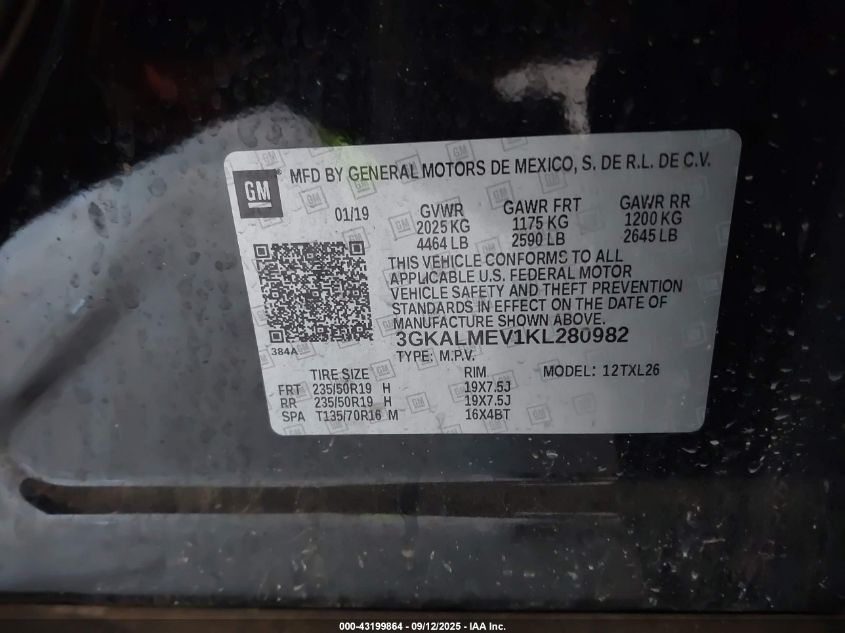 GM
MFD BY GENERAL MOTORS DE MEXICO, S. DE R.L. DE C.V.
01/19 GVWR GAWR FRT GAWR RR
2025 KG 1175 KG 1200 KG
4464 LB 2590 LB 2645 LB
THIS VEHICLE CONFORMS TO ALL
APPLICABLE U.S. FEDERAL MOTOR
VEHICLE SAFETY AND THEFT PREVENTION
STANDARDS IN EFFECT ON THE DATE OF
MANUFACTURE SHOWN ABOVE.
384A
3GKALMEV1KL280982
TYPE: M.P.V.
TIRE SIZE RIM MODEL: 12TXL26
FRT 235/50R19 H 19X7.5J
RR 235/50R19 H 19X7.5J
SPA T135/70R16 M 16X4BT
000-43199864 - 09/12/2025 - IAA Inc.